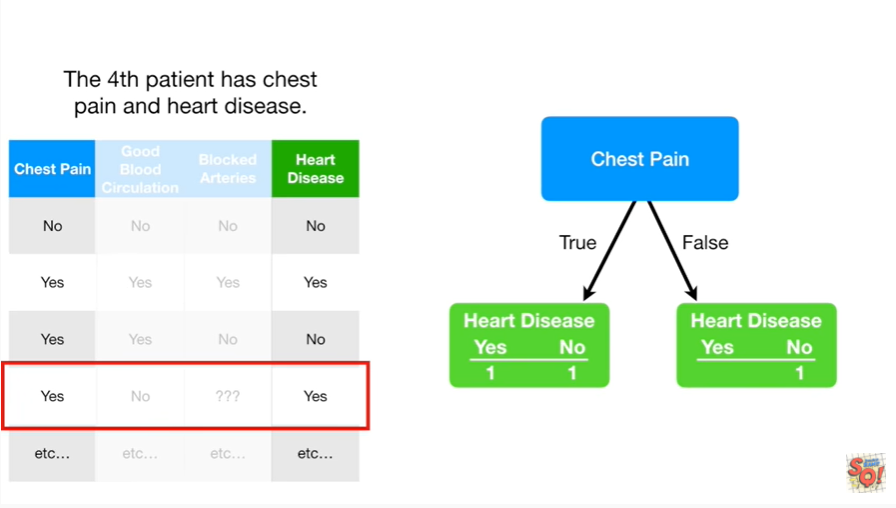 The 4th patient has chest
pain and heart disease.
Chest Pain
Good
Blood
Circulation
Blocked
Arteries
Heart
Disease
No No No No
Yes Yes Yes Yes
Yes Yes No No
Yes No ??? Yes
etc... etc... etc... etc...
Chest Pain
True False
Heart Disease
Yes No
1 1
Heart Disease
Yes No
1
SQ!